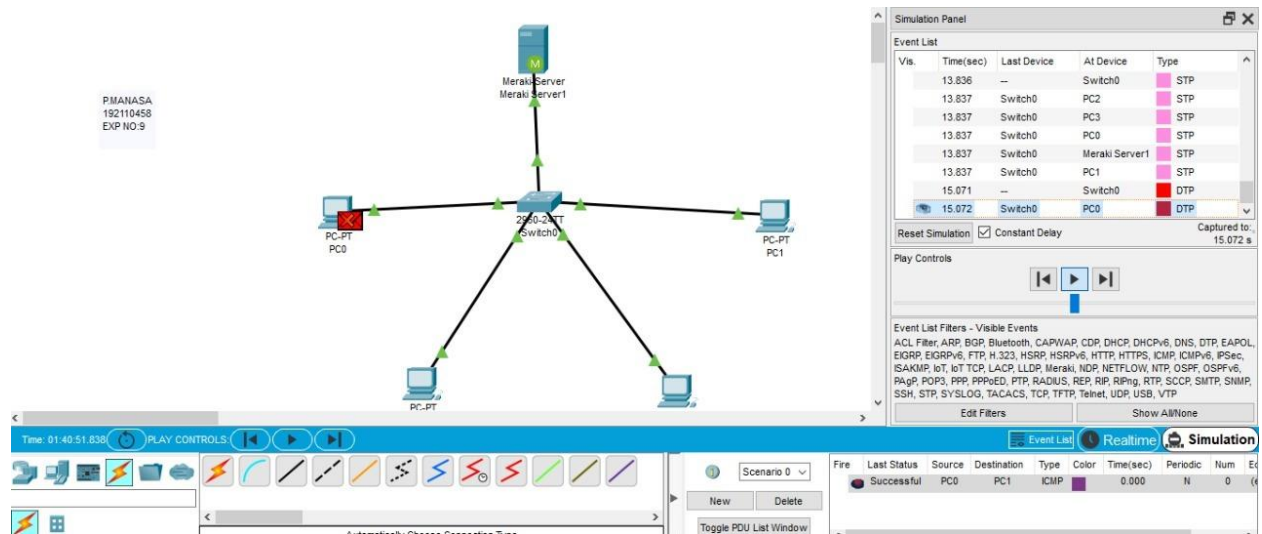 Simulation Panel
Event List
Vis. Time(sec) Last Device At Device Type
13.836 -- Switch0 STP
13.837 Switch0 PC2 STP
13.837 Switch0 PC3 STP
13.837 Switch0 PC0 STP
13.837 Switch0 Meraki Server1 STP
13.837 Switch0 PC1 STP
15.071 -- Switch0 DTP
15.072 Switch0 PC0 DTP
Reset Simulation Constant Delay
Captured to:
15.072 s
Play Controls
Event List Filters - Visible Events
ACL Filter, ARP, BGP, Bluetooth, CAPWAP, CDP, DHCP, DHCPv6, DNS, DTP, EAPOL,
EIGRP, EIGRPv6, FTP, H.323, HSRP, HSRPv6, HTTP, HTTPS, ICMP, ICMPv6, IPSec,
ISAKMP, IoT, IoT TCP, LACP, LLDP, Meraki, NDP, NETFLOW, NTP, OSPF, OSPFv6,
PAgP, POP3, PPP, PPPoED, PTP, RADIUS, REP, RIP, RIPng, RTP, SCCP, SMTP, SNMP,
SSH, STP, SYSLOG, TACACS, TCP, TFTP, Telnet, UDP, USB, VTP
Edit Filters Show All/None
M
Meraki-Server
Meraki Server1
P.MANASA
192110458
EXP NO:9
PC-PT
PC0
2960-24TT
Switch0
PC-PT
PC1
PC-PT
Time: 01:40:51.838 PLAY CONTROLS:
Event List Realtime Simulation
Scenario 0
New Delete
Toggle PDU List Window
Fire Last Status Source Destination Type Color Time(sec) Periodic Num
Successful PC0 PC1 ICMP 0.000 N 0
Automatically Choose Connection Type